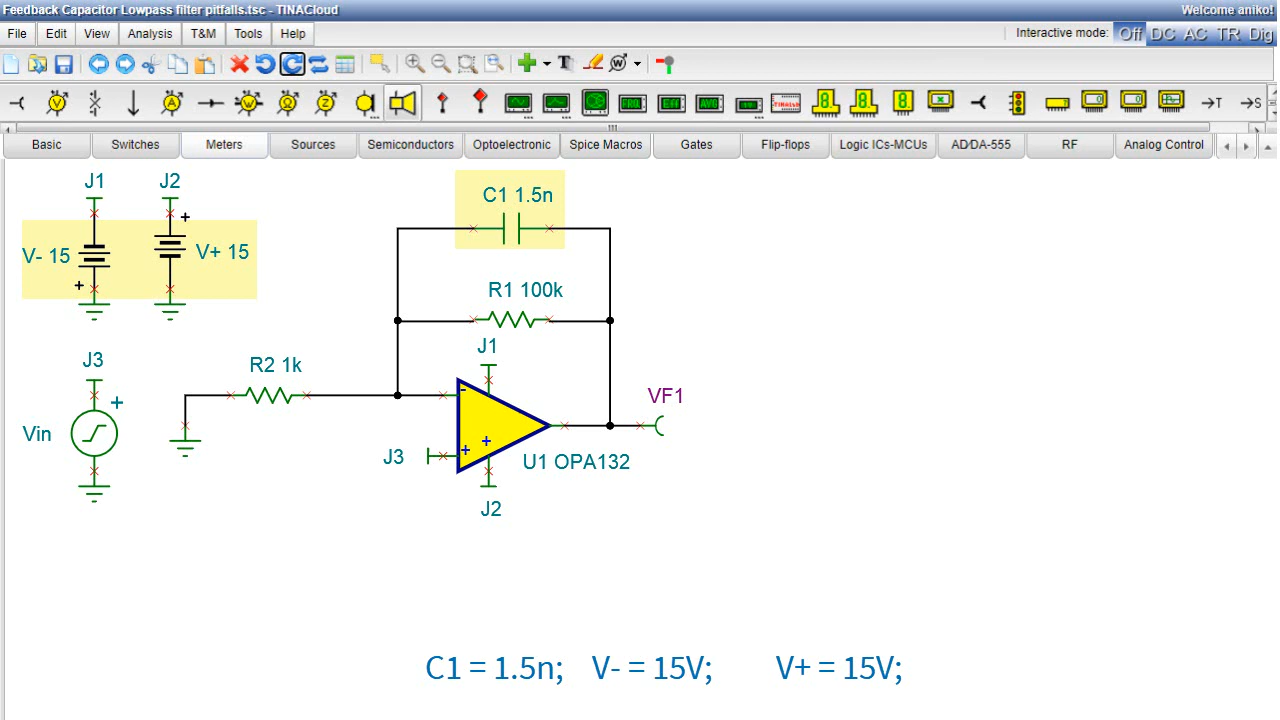 Feedback Capacitor Lowpass filter pitfalls.tsc - TINACloud Welcome aniko!
File Edit View Analysis T&M Tools Help Interactive mode: Off DC AC TR Dig
Basic Switches Meters Sources Semiconductors Optoelectronic Spice Macros Gates Flip-flops Logic ICs-MCUs AD/DA-555 RF Analog Control
J1 J2
C1 1.5n
V- 15 + V+ 15 +
R1 100k
J1
J3
R2 1k
VF1
Vin +
J3
- + +
U1 OPA132
J2
C1 = 1.5n; V- = 15V; V+ = 15V;